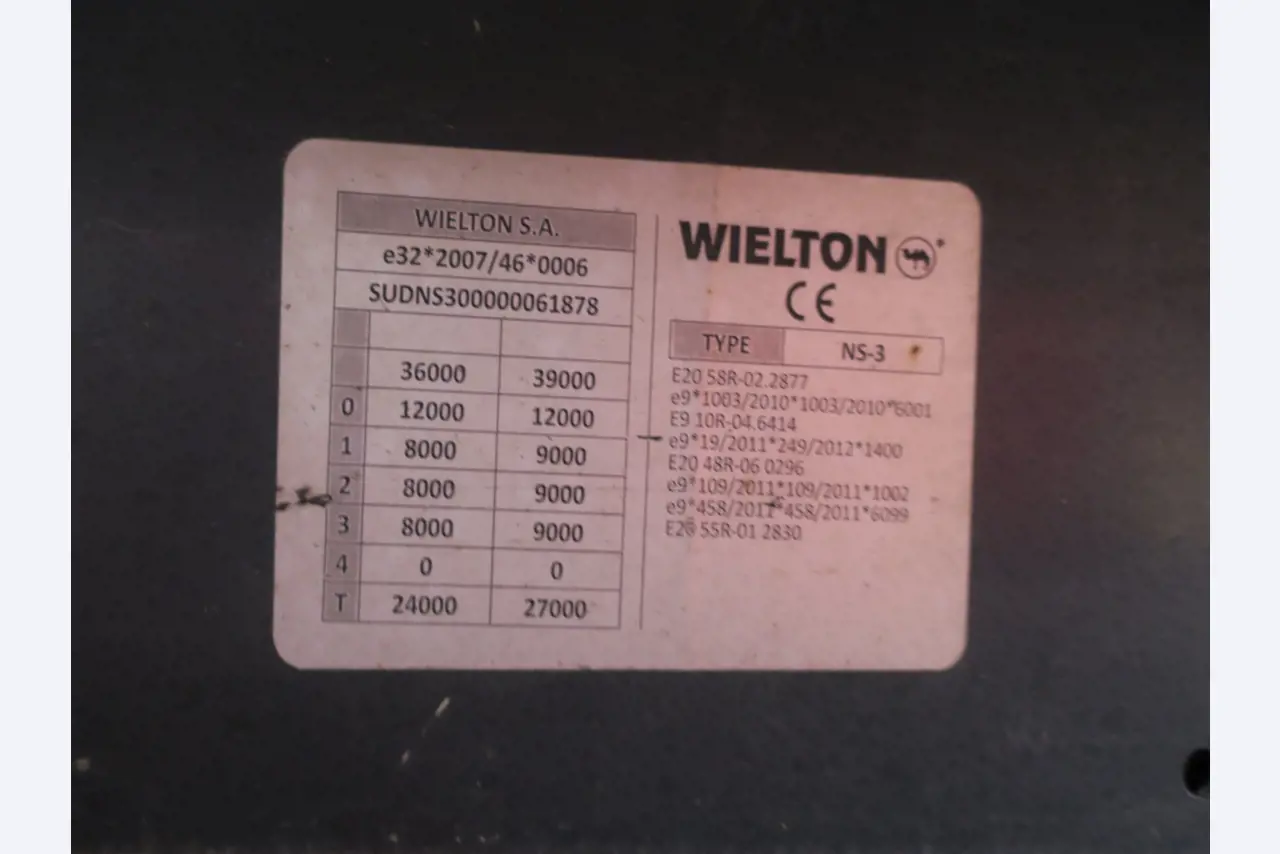 WIELTON S.A.
e32*2007/46*0006
SUDNS300000061878
36000 39000
0 12000 12000
1 8000 9000
2 8000 9000
3 8000 9000
4 0 0
T 24000 27000
WIELTON
CE
TYPE NS-3
E20 58R-02.2877
e9*1003/2010*1003/2010*6001
E9 10R-04.6414
e9*19/2011*249/2012*1400
E20 48R-06 0296
e9*109/2011*109/2011*1002
e9*458/2011*458/2011*6099
E20 55R-01 2830